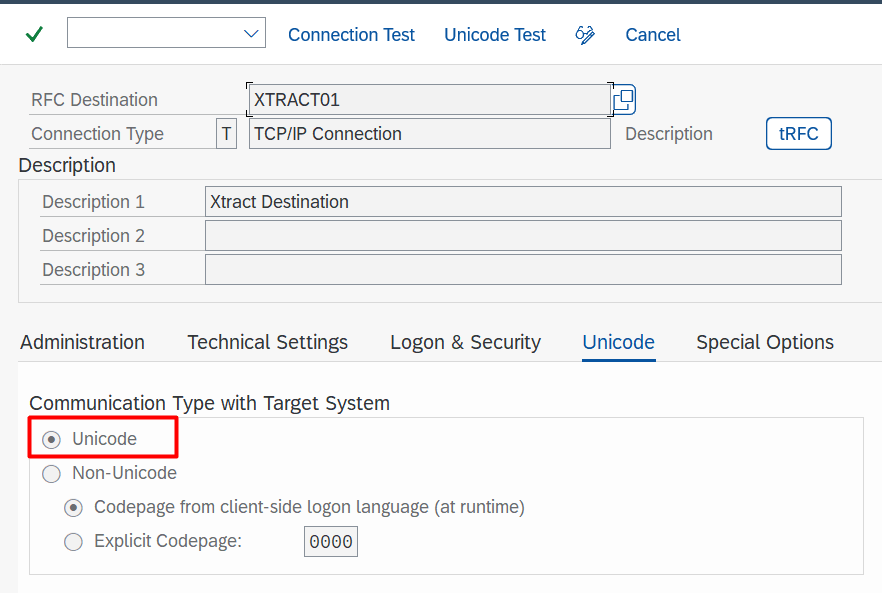 Connection Test Unicode Test Cancel
RFC Destination XTRACT01
Connection Type T TCP/IP Connection Description tRFC
Description
Description 1 Xtract Destination
Description 2
Description 3
Administration Technical Settings Logon & Security Unicode Special Options
Communication Type with Target System
Unicode
Non-Unicode
Codepage from client-side logon language (at runtime)
Explicit Codepage: 0000